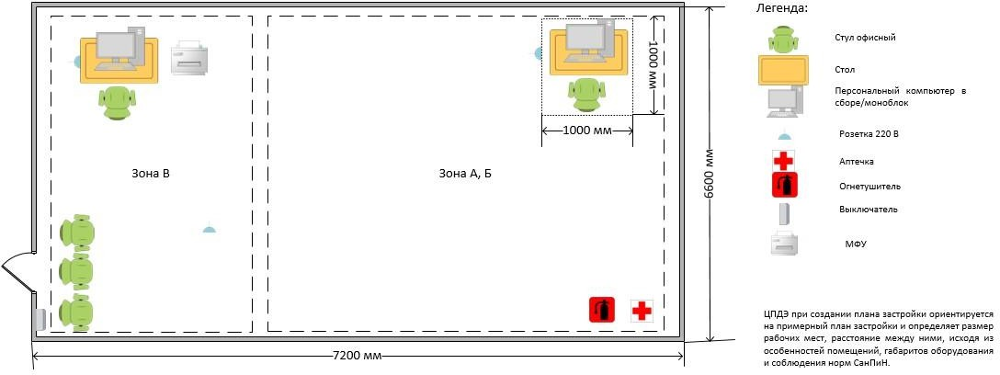 Легенда:
Стул офисный
Стол
Персональный компьютер в
сборе/моноблок
Розетка 220 В
Аптечка
Огнетушитель
Выключатель
МФУ
1000 мм
1000 мм
Зона В
Зона А, Б
6600 мм
7200 мм
ЦПДЭ при создании плана застройки ориентируется
на примерный план застройки и определяет размер
рабочих мест, расстояние между ними, исходя из
особенностей помещений, габаритов оборудования
и соблюдения норм СанПиН.